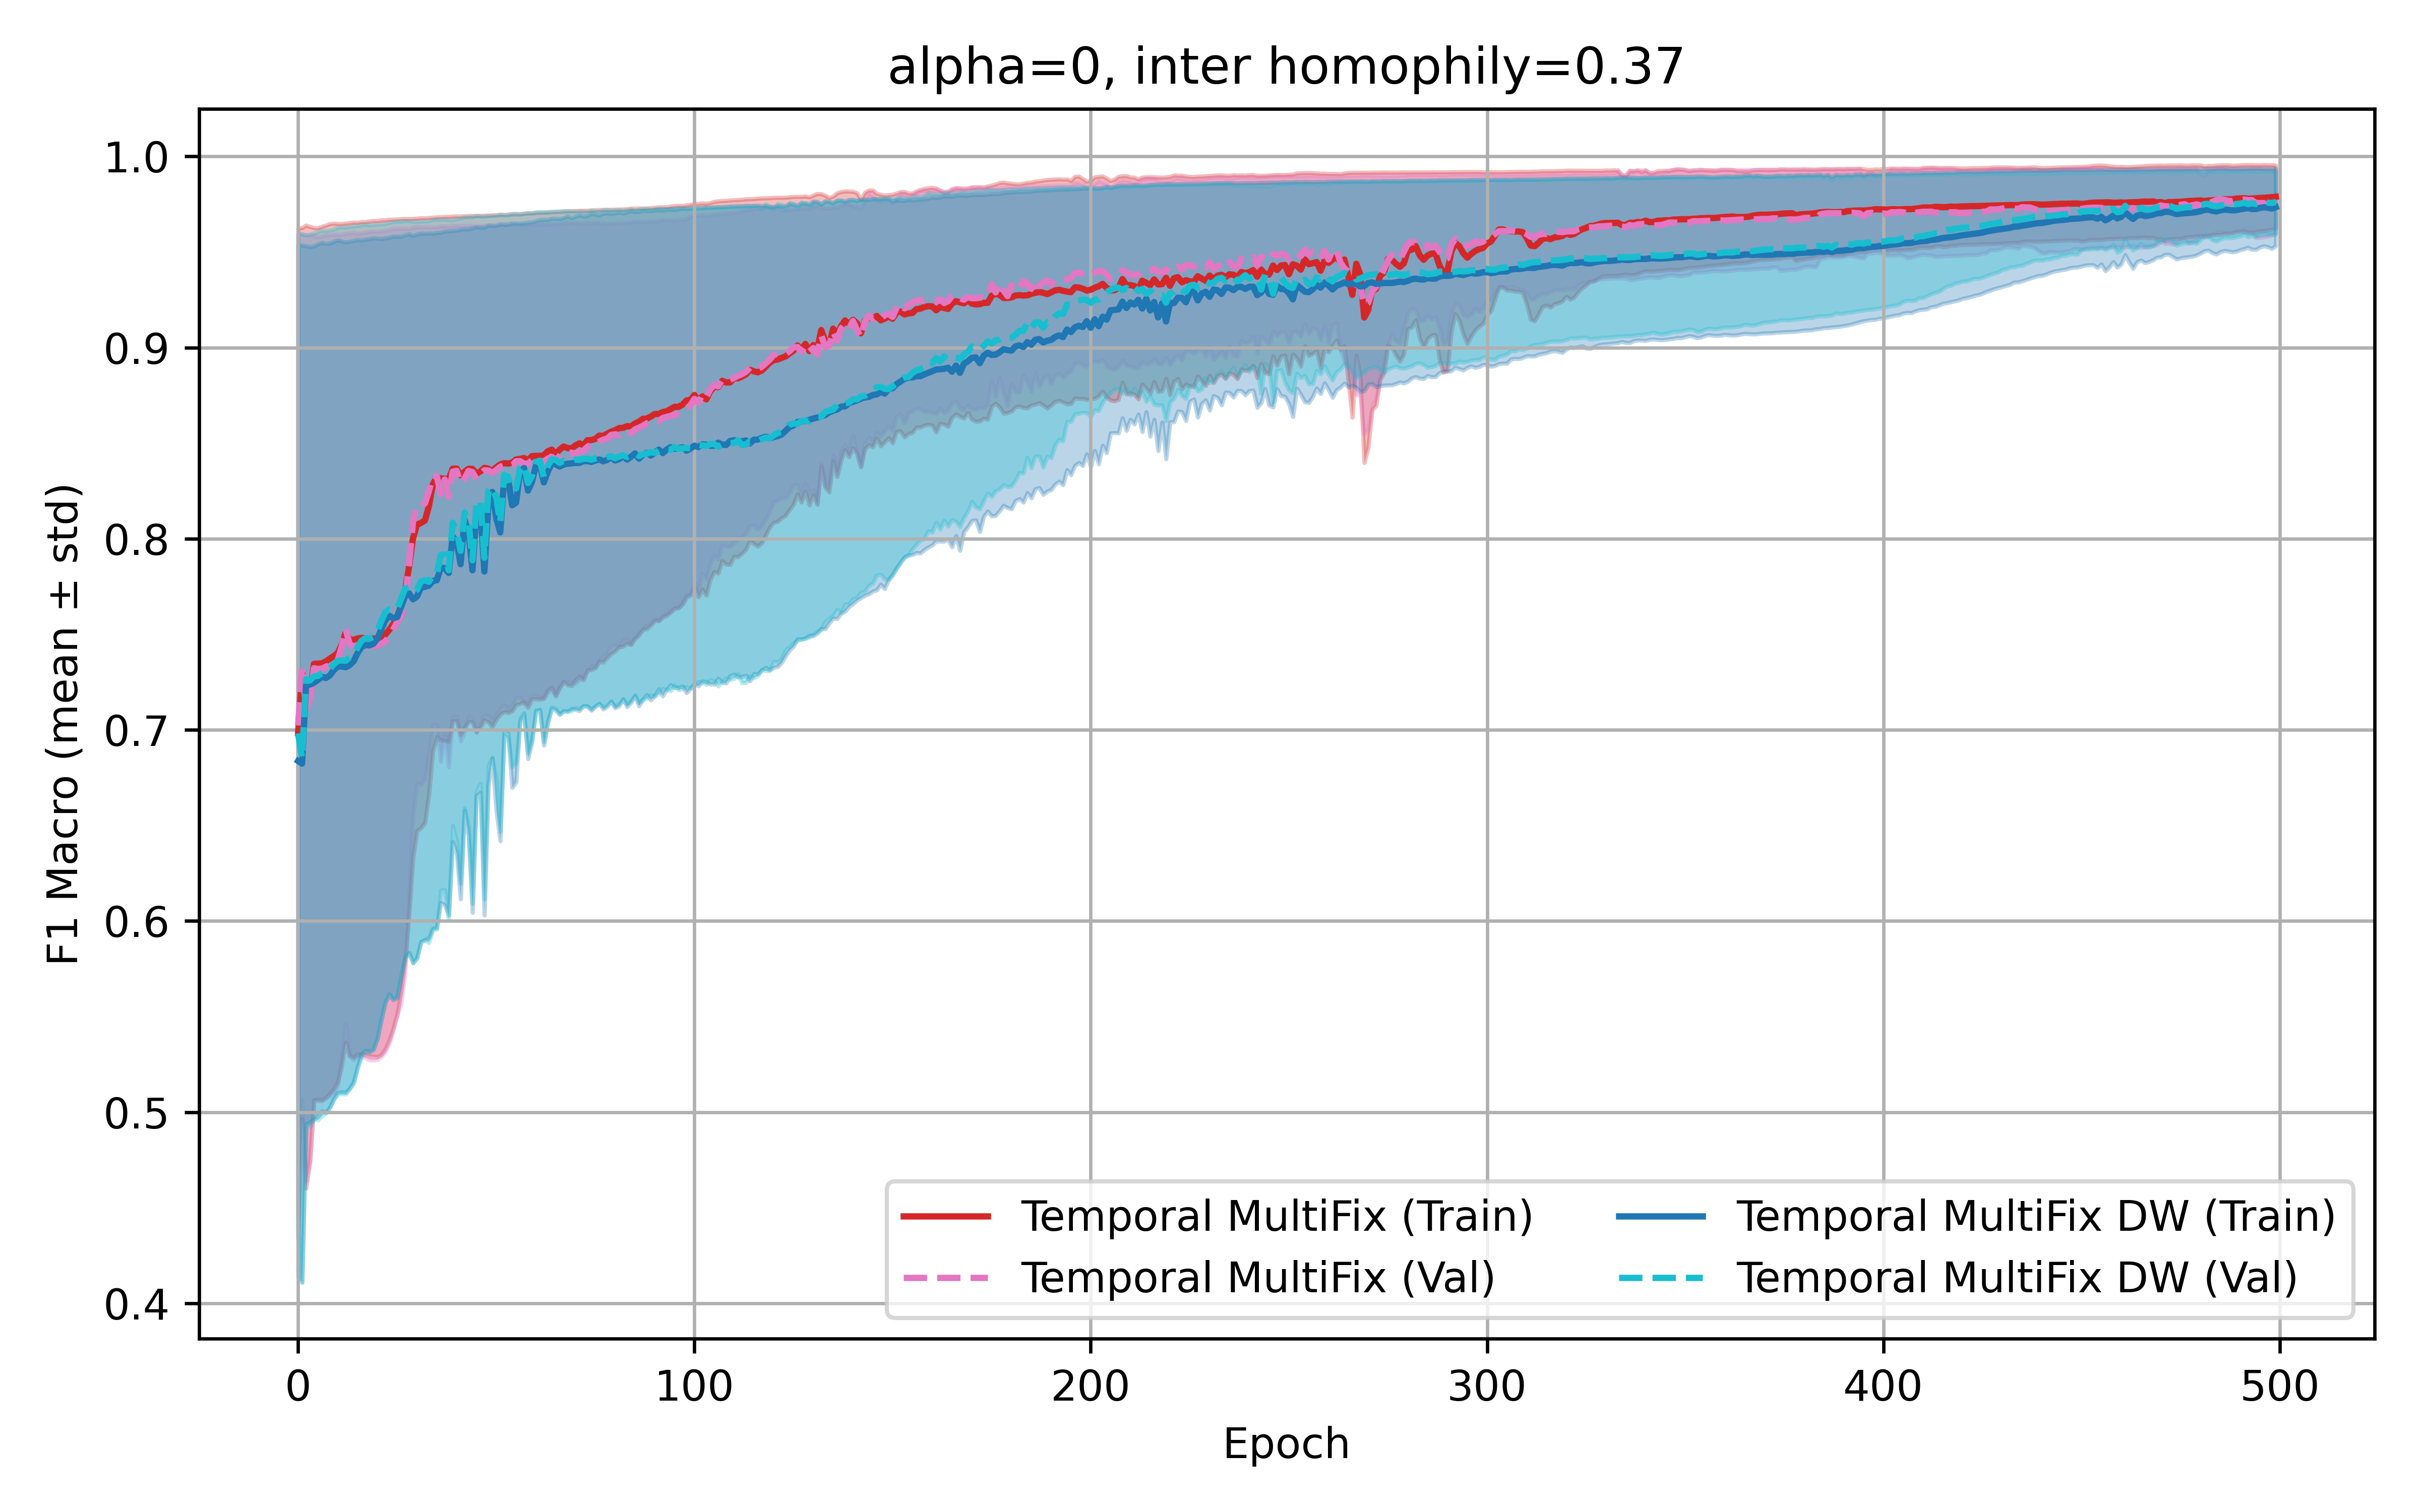 alpha=0, inter homophily=0.37
F1 Macro (mean ± std)
1.0
0.9
0.8
0.7
0.6
0.5
0.4
Temporal MultiFix (Train)
Temporal MultiFix (Val)
Temporal MultiFix DW (Train)
Temporal MultiFix DW (Val)
0 100 200 300 400 500
Epoch